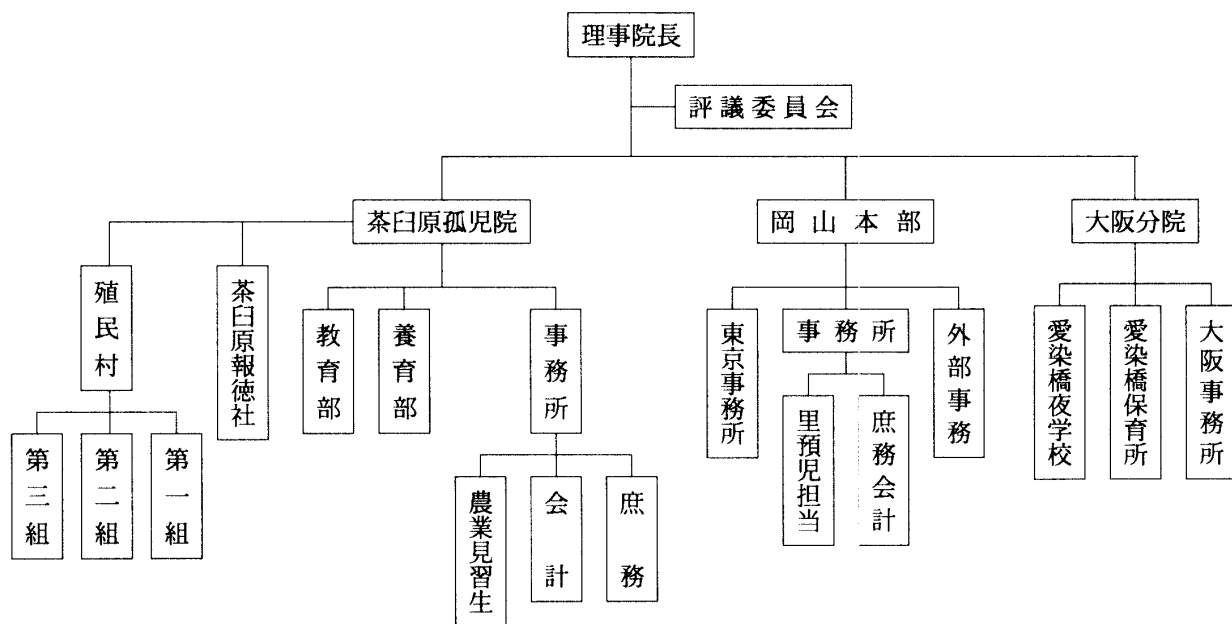 理事院長
評議委員会
茶臼原孤児院
岡山本部
大阪分院
殖民村
茶臼原報徳社
教育部
養育部
事務所
東京事務所
事務所
外部事務
愛染橋夜学校
愛染橋保育所
大阪事務所
第三組
第二組
第一組
農業見習生
会計
庶務
里預児担当
庶務会計